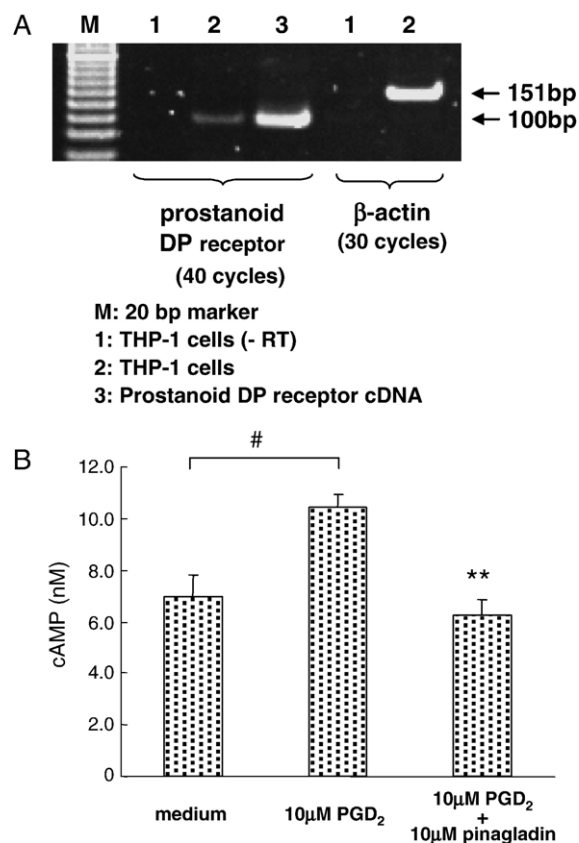 A
M 1 2 3 1 2
151bp
100bp
prostanoid
DP receptor
(40 cycles)
β-actin
(30 cycles)
M: 20 bp marker
1: THP-1 cells (- RT)
2: THP-1 cells
3: Prostanoid DP receptor cDNA
B
cAMP (nM)
12.0
10.0
8.0
6.0
4.0
2.0
0
#
**
medium
10μM PGD₂
10μM PGD₂
+
10μM pinagladin